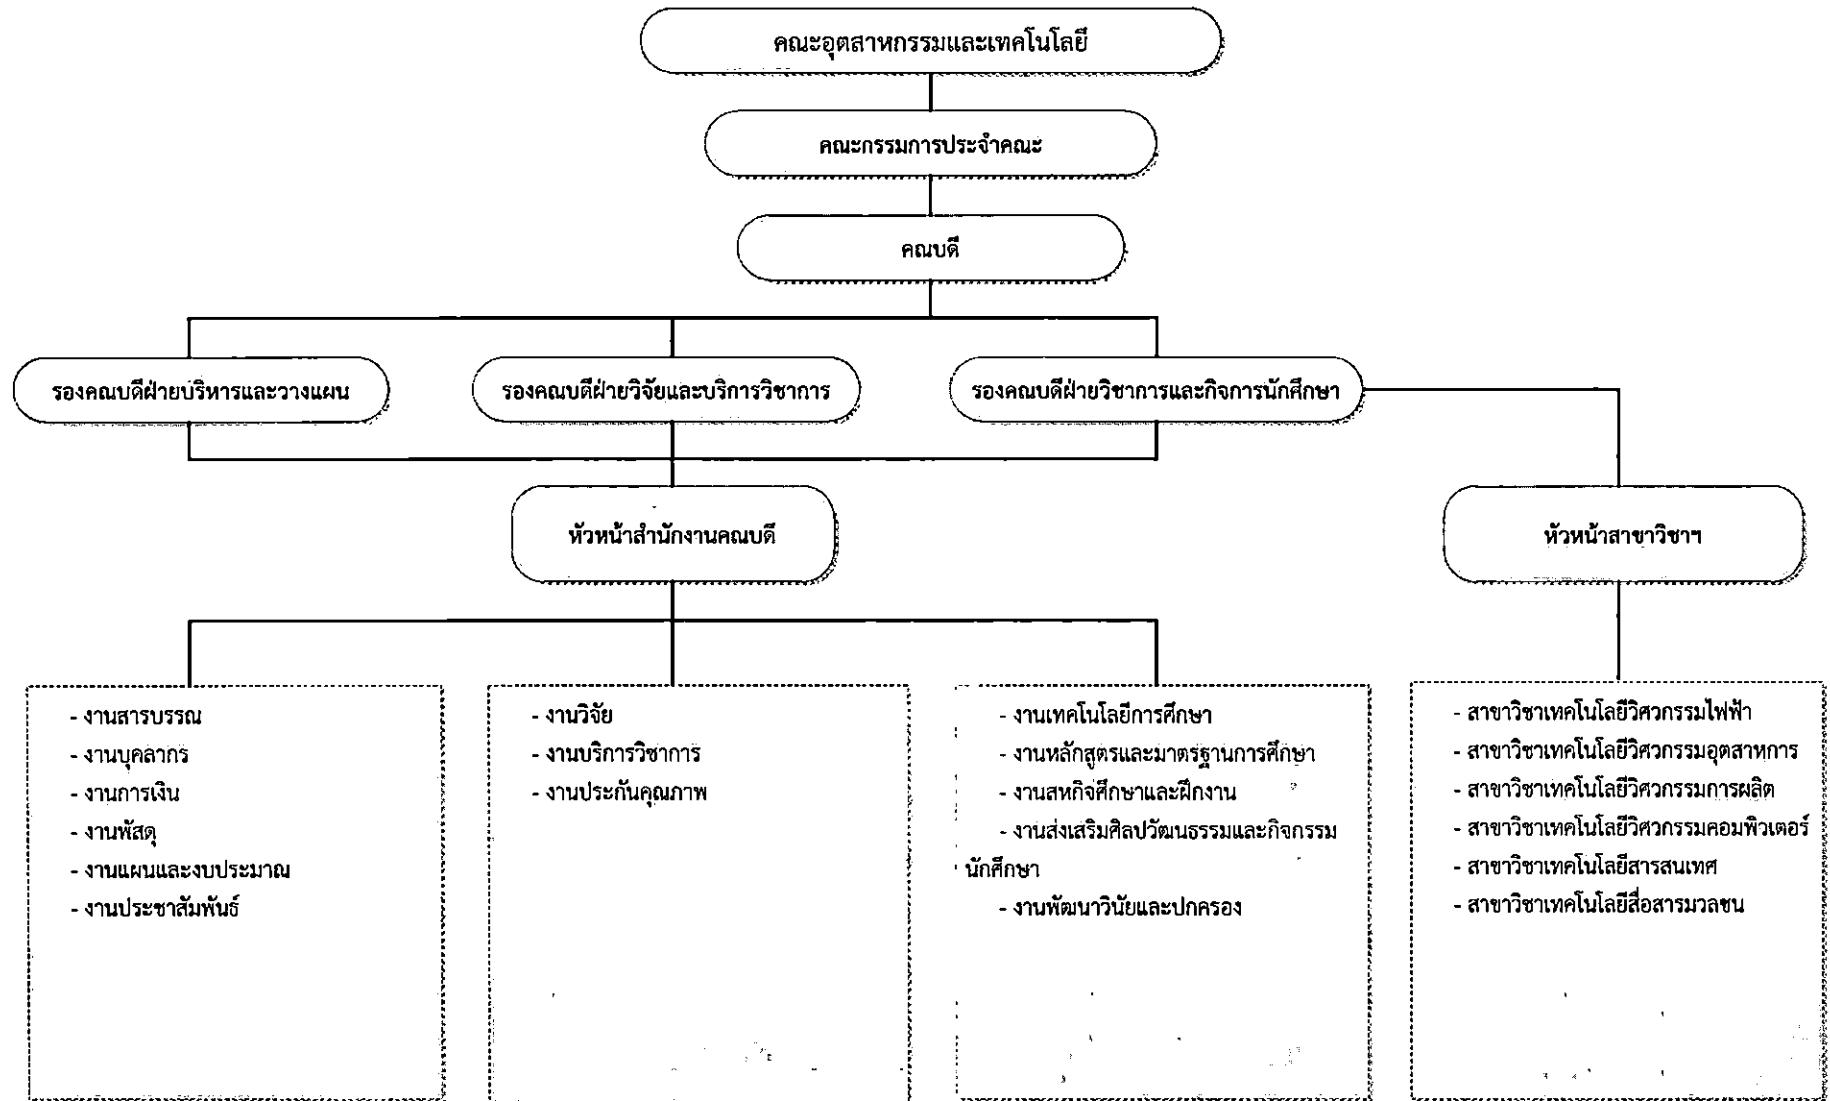 คณะอุตสาหกรรมและเทคโนโลยี
คณะกรรมการประจำคณะ
คณบดี
รองคณบดีฝ่ายบริหารและวางแผน
รองคณบดีฝ่ายวิจัยและบริการวิชาการ
รองคณบดีฝ่ายวิชาการและกิจการนักศึกษา
หัวหน้าสำนักงานคณบดี
หัวหน้าสาขาวิชาฯ
- งานสารบรรณ
- งานบุคลากร
- งานการเงิน
- งานพัสดุ
- งานแผนและงบประมาณ
- งานประชาสัมพันธ์
- งานวิจัย
- งานบริการวิชาการ
- งานประกันคุณภาพ
- งานเทคโนโลยีการศึกษา
- งานหลักสูตรและมาตรฐานการศึกษา
- งานสหกิจศึกษาและฝึกงาน
- งานส่งเสริมศิลปวัฒนธรรมและกิจกรรม
นักศึกษา
- งานพัฒนาวินัยและปกครอง
- สาขาวิชาเทคโนโลยีวิศวกรรมไฟฟ้า
- สาขาวิชาเทคโนโลยีวิศวกรรมอุตสาหการ
- สาขาวิชาเทคโนโลยีวิศวกรรมการผลิต
- สาขาวิชาเทคโนโลยีวิศวกรรมคอมพิวเตอร์
- สาขาวิชาเทคโนโลยีสารสนเทศ
- สาขาวิชาเทคโนโลยีสื่อสารมวลชน